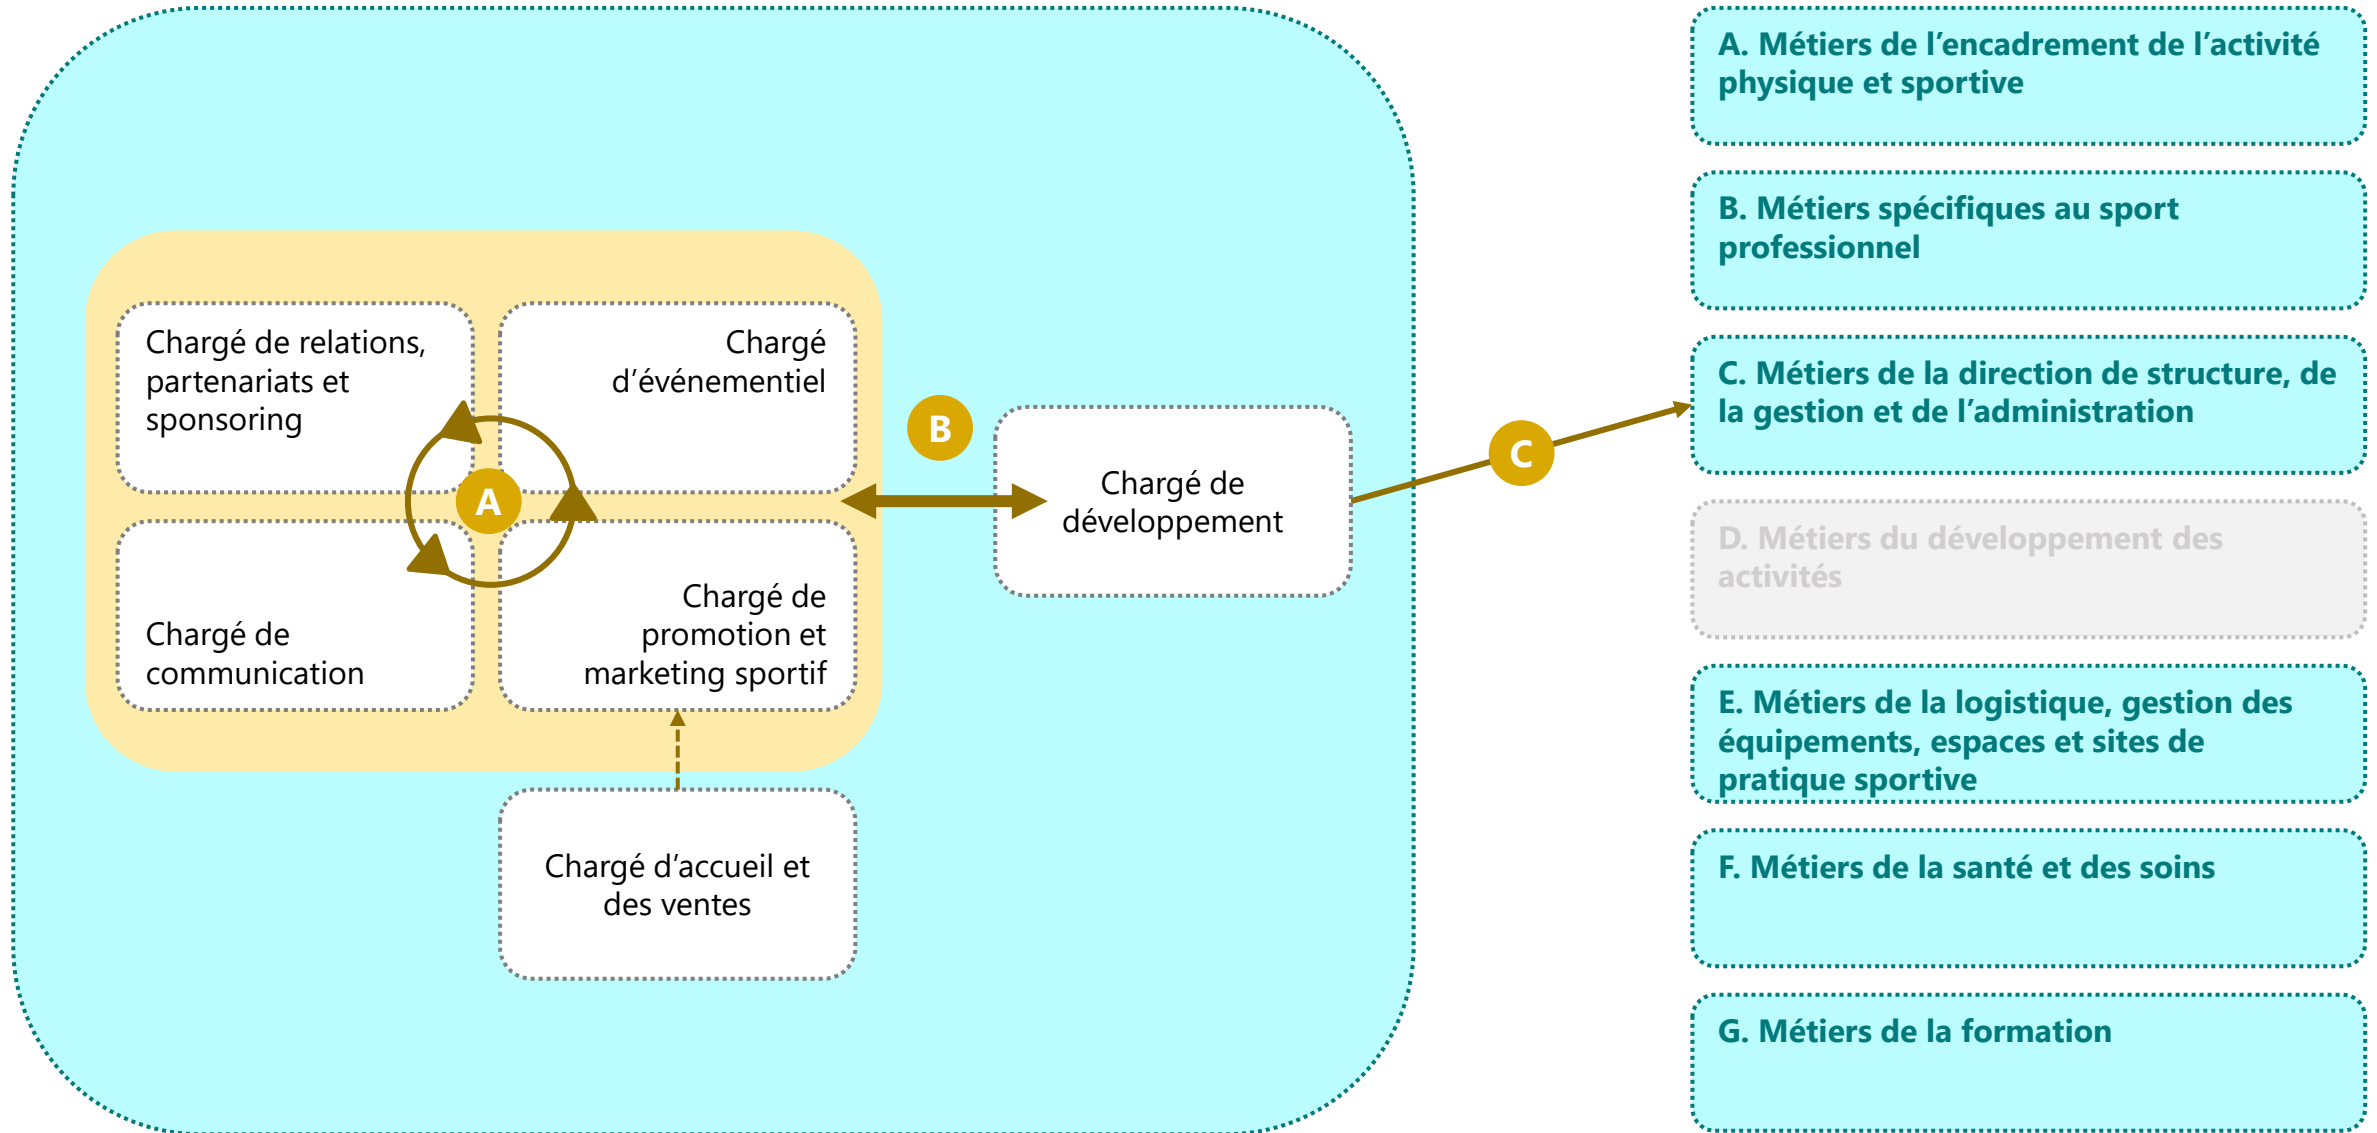 Chargé de relations,
partenariats et
sponsoring
Chargé
d’événementiel
A
Chargé de
communication
Chargé de
promotion et
marketing sportif
Chargé d’accueil et
des ventes
B
Chargé de
développement
C
A. Métiers de l’encadrement de l’activité
physique et sportive
B. Métiers spécifiques au sport
professionnel
C. Métiers de la direction de structure, de
la gestion et de l’administration
D. Métiers du développement des
activités
E. Métiers de la logistique, gestion des
équipements, espaces et sites de
pratique sportive
F. Métiers de la santé et des soins
G. Métiers de la formation